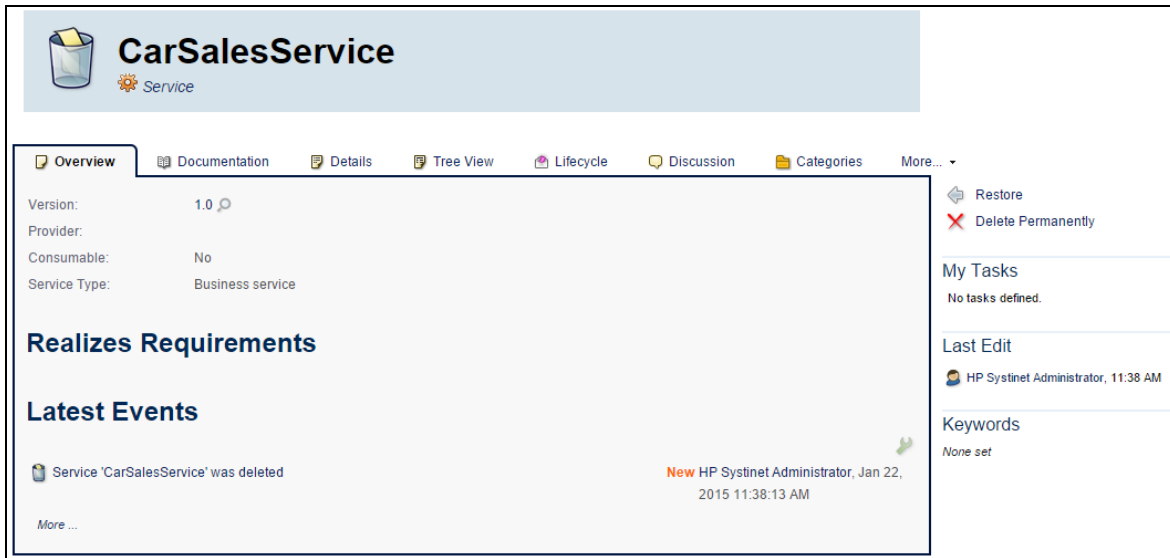 CarSalesService
Service
Overview Documentation Details Tree View Lifecycle Discussion Categories More...
Version: 1.0
Provider:
Consumable: No
Service Type: Business service
Realizes Requirements
Latest Events
Service 'CarSalesService' was deleted New HP Systinet Administrator, Jan 22,
2015 11:38:13 AM
More ...
Restore
Delete Permanently
My Tasks
No tasks defined.
Last Edit
HP Systinet Administrator, 11:38 AM
Keywords
None set